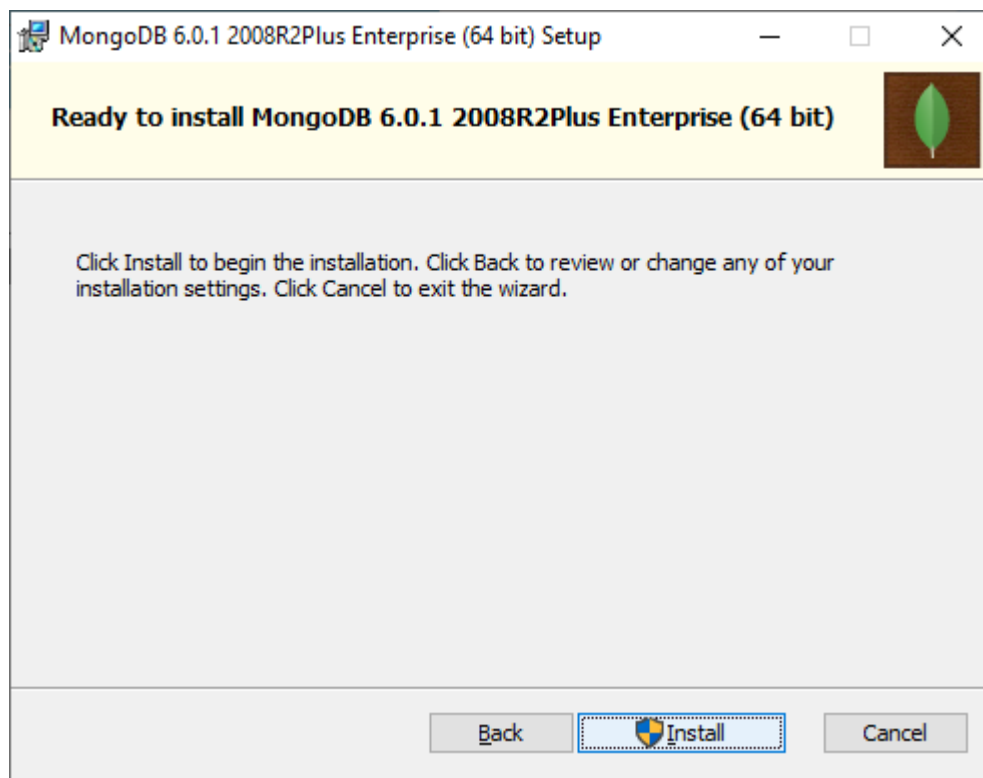 MongoDB 6.0.1 2008R2Plus Enterprise (64 bit) Setup
Ready to install MongoDB 6.0.1 2008R2Plus Enterprise (64 bit)
Click Install to begin the installation. Click Back to review or change any of your
installation settings. Click Cancel to exit the wizard.
Back Install Cancel